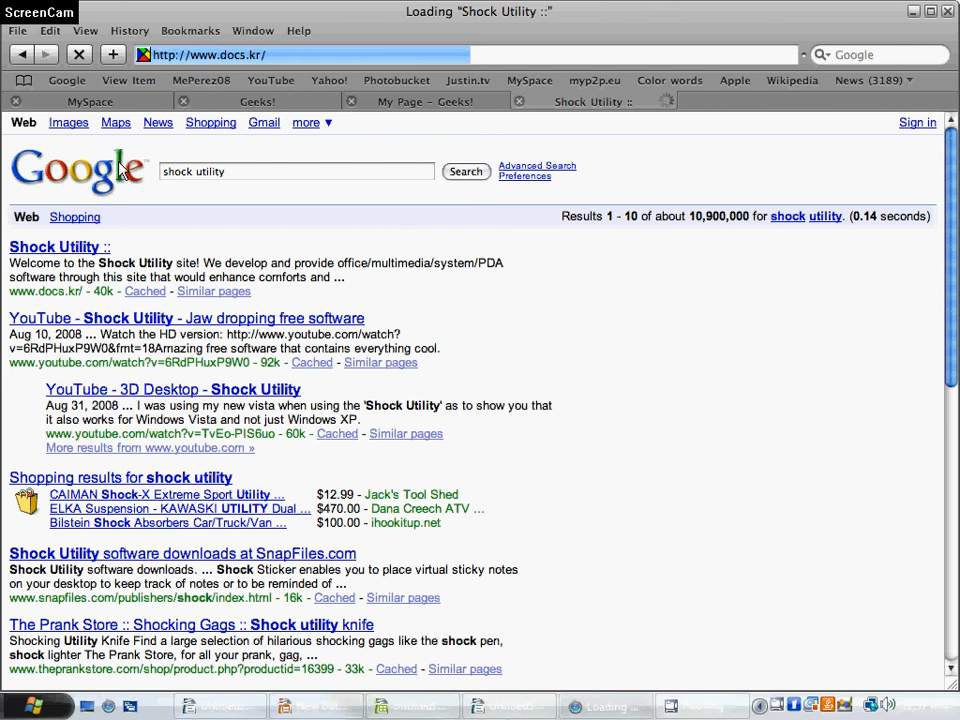 ScreenCam
Loading “Shock Utility ::”
File Edit View History Bookmarks Window Help
http://www.docs.kr/
Google
Google View Item MePerez08 YouTube Yahoo! Photobucket Justin.tv MySpace myp2p.eu Color words Apple Wikipedia News (3189) ▼
MySpace Geeks! My Page - Geeks! Shock Utility ::
Web Images Maps News Shopping Gmail more ▼ Sign in
Google shock utility Search Advanced Search
Preferences
Web Shopping Results 1 - 10 of about 10,900,000 for shock utility. (0.14 seconds)
Shock Utility ::
Welcome to the Shock Utility site! We develop and provide office/multimedia/system/PDA
software through this site that would enhance comforts and ...
www.docs.kr/ - 40k - Cached - Similar pages
YouTube - Shock Utility - Jaw dropping free software
Aug 10, 2008 ... Watch the HD version: http://www.youtube.com/watch?
v=6RdPHuxP9W0&fmt=18Amazing free software that contains everything cool.
www.youtube.com/watch?v=6RdPHuxP9W0 - 92k - Cached - Similar pages
YouTube - 3D Desktop - Shock Utility
Aug 31, 2008 ... I was using my new vista when using the 'Shock Utility' as to show you that
it also works for Windows Vista and not just Windows XP.
www.youtube.com/watch?v=TvEo-PIS6uo - 60k - Cached - Similar pages
More results from www.youtube.com »
Shopping results for shock utility
CAIMAN Shock-X Extreme Sport Utility ... $12.99 - Jack's Tool Shed
ELKA Suspension - KAWASKI UTILITY Dual ... $470.00 - Dana Creech ATV ...
Bilstein Shock Absorbers Car/Truck/Van ... $100.00 - ihookitup.net
Shock Utility software downloads at SnapFiles.com
Shock Utility software downloads. ... Shock Sticker enables you to place virtual sticky notes
on your desktop to keep track of notes or to be reminded of ...
www.snapfiles.com/publishers/shock/index.html - 16k - Cached - Similar pages
The Prank Store :: Shocking Gags :: Shock utility knife
Shocking Utility Knife Find a large selection of hilarious shocking gags like the shock pen,
shock lighter The Prank Store, for all your prank, gag, ...
www.theprankstore.com/shop/product.php?productid=16399 - 33k - Cached - Similar pages
Loading ...